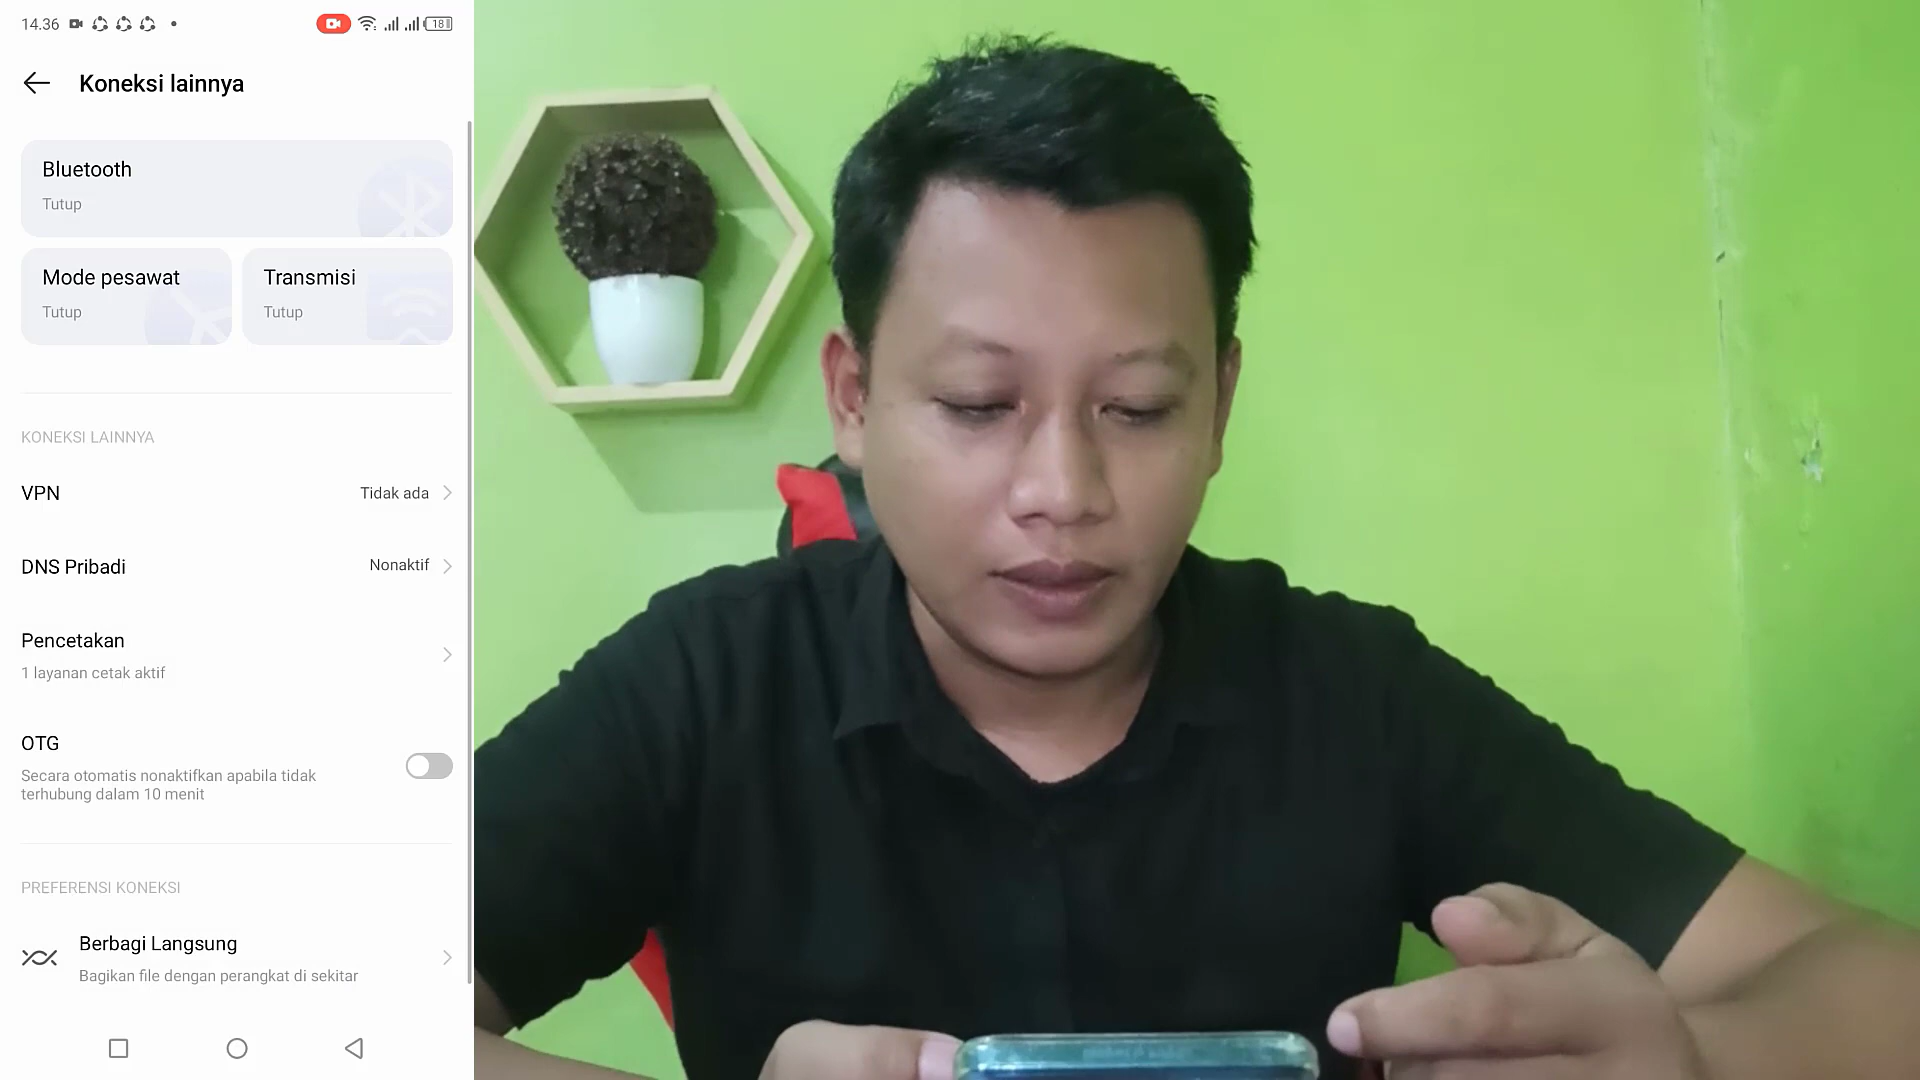 14.36
18
Koneksi lainnya
Bluetooth
Tutup
Mode pesawat
Tutup
Transmisi
Tutup
KONEKSI LAINNYA
VPN
Tidak ada
DNS Pribadi
Nonaktif
Pencetakan
1 layanan cetak aktif
OTG
Secara otomatis nonaktifkan apabila tidak
terhubung dalam 10 menit
PREFERENSI KONEKSI
Berbagi Langsung
Bagikan file dengan perangkat di sekitar